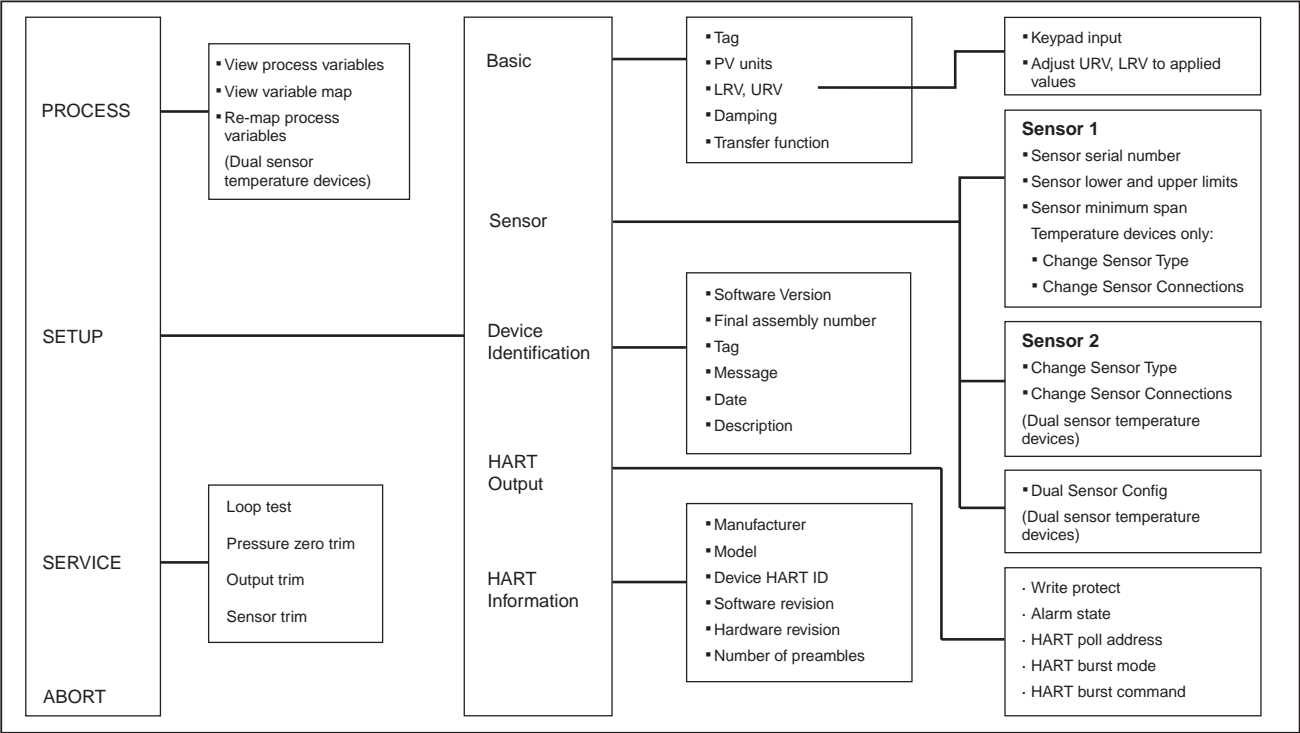 PROCESS
SETUP
SERVICE
ABORT
▪ View process variables
▪ View variable map
▪ Re-map process
variables
(Dual sensor
temperature devices)
Loop test
Pressure zero trim
Output trim
Sensor trim
Basic
Sensor
Device
Identification
HART
Output
HART
Information
▪ Tag
▪ PV units
▪ LRV, URV
▪ Damping
▪ Transfer function
▪ Software Version
▪ Final assembly number
▪ Tag
▪ Message
▪ Date
▪ Description
▪ Manufacturer
▪ Model
▪ Device HART ID
▪ Software revision
▪ Hardware revision
▪ Number of preambles
▪ Keypad input
▪ Adjust URV, LRV to applied
values
Sensor 1
▪ Sensor serial number
▪ Sensor lower and upper limits
▪ Sensor minimum span
Temperature devices only:
▪ Change Sensor Type
▪ Change Sensor Connections
Sensor 2
▪ Change Sensor Type
▪ Change Sensor Connections
(Dual sensor temperature
devices)
▪ Dual Sensor Config
(Dual sensor temperature
devices)
· Write protect
· Alarm state
· HART poll address
· HART burst mode
· HART burst command